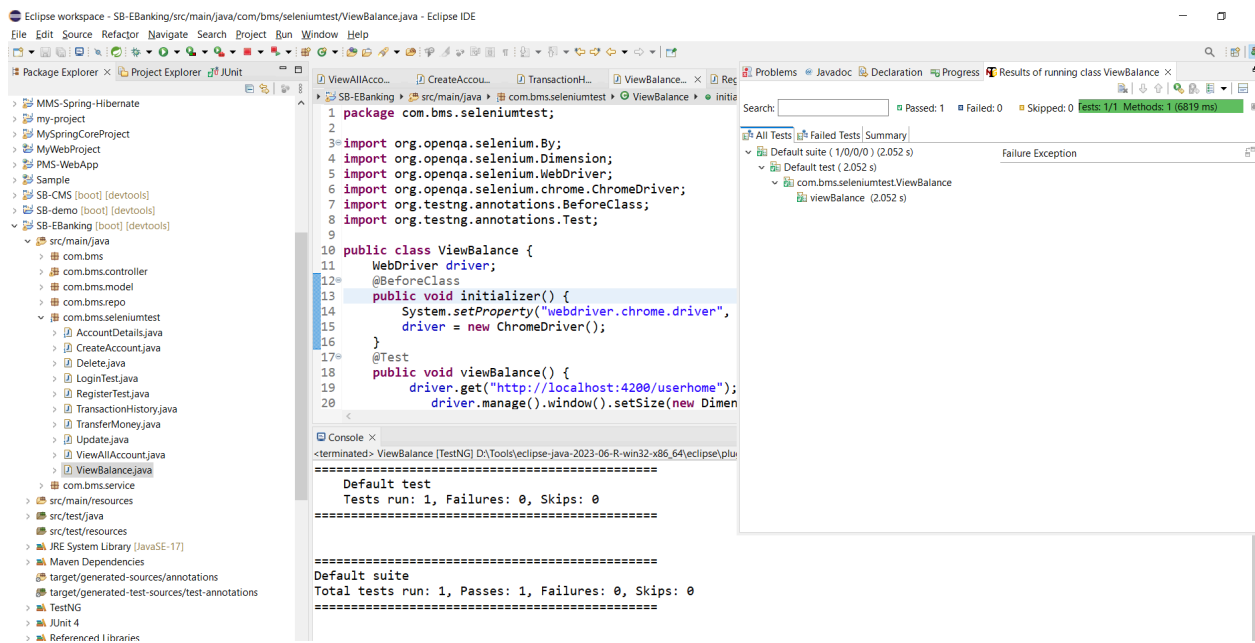 Eclipse workspace - SB-EBanking/src/main/java/com/bms/seleniumtest/ViewBalance.java - Eclipse IDE
File Edit Source Refactor Navigate Search Project Run Window Help
Package Explorer Project Explorer JUnit
MMS-Spring-Hibernate
my-project
MySpringCoreProject
MyWebProject
PMS-WebApp
Sample
SB-CMS [boot] [devtools]
SB-demo [boot] [devtools]
SB-EBanking [boot] [devtools]
src/main/java
com.bms
com.bms.controller
com.bms.model
com.bms.repo
com.bms.seleniumtest
AccountDetails.java
CreateAccount.java
Delete.java
LoginTest.java
RegisterTest.java
TransactionHistory.java
TransferMoney.java
Update.java
ViewAllAccount.java
ViewBalance.java
com.bms.service
src/main/resources
src/test/java
src/test/resources
JRE System Library [JavaSE-17]
Maven Dependencies
target/generated-sources/annotations
target/generated-test-sources/test-annotations
TestNG
JUnit 4
Referenced Libraries
ViewAllAcco... CreateAccou... TransactionH... ViewBalance... Reg
SB-EBanking src/main/java com.bms.seleniumtest ViewBalance initia
1 package com.bms.seleniumtest;
2
3 import org.openqa.selenium.By;
4 import org.openqa.selenium.Dimension;
5 import org.openqa.selenium.WebDriver;
6 import org.openqa.selenium.chrome.ChromeDriver;
7 import org.testng.annotations.BeforeClass;
8 import org.testng.annotations.Test;
9
10 public class ViewBalance {
11 WebDriver driver;
12 @BeforeClass
13 public void initializer() {
14 System.setProperty("webdriver.chrome.driver",
15 driver = new ChromeDriver();
16 }
17 @Test
18 public void viewBalance() {
19 driver.get("http://localhost:4200/userhome");
20 driver.manage().window().setSize(new Dimen
Console
<terminated> ViewBalance [TestNG] D:\Tools\eclipse-java-2023-06-R-win32-x86_64\eclipse\plu
===============================================
Default test
Tests run: 1, Failures: 0, Skips: 0
===============================================
===============================================
Default suite
Total tests run: 1, Passes: 1, Failures: 0, Skips: 0
===============================================
Problems Javadoc Declaration Progress Results of running class ViewBalance
Search: Passed: 1 Failed: 0 Skipped: 0 Tests: 1/1 Methods: 1 (6819 ms)
All Tests Failed Tests Summary
Default suite ( 1/0/0/0 ) (2.052 s)
Default test ( 2.052 s)
com.bms.seleniumtest.ViewBalance
viewBalance (2.052 s)
Failure Exception